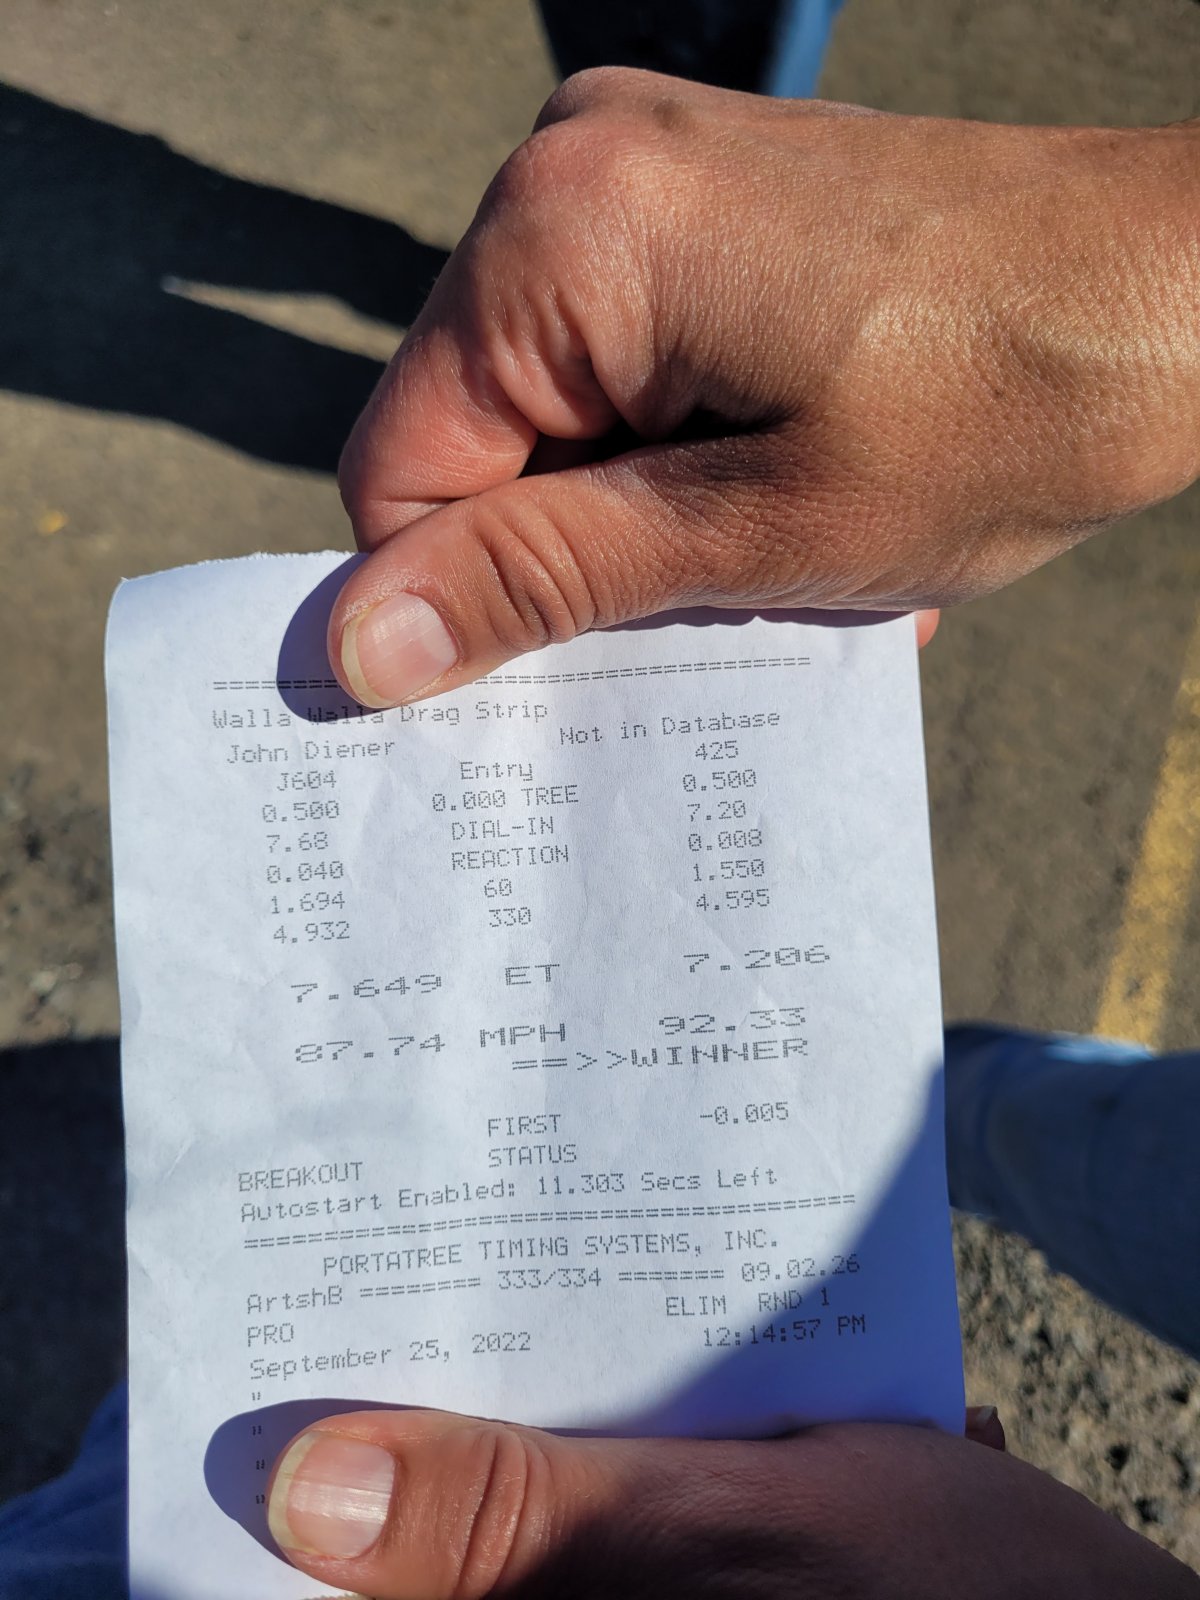 =============================================
Walla Walla Drag Strip
John Diener Not in Database
J604 Entry 425
0.500 0.000 TREE 0.500
7.68 DIAL-IN 7.20
0.040 REACTION 0.008
1.694 60 1.550
4.932 330 4.595
7.649 ET 7.206
87.74 MPH 92.33
==>>WINNER
FIRST -0.005
BREAKOUT STATUS
Autostart Enabled: 11.303 Secs Left
=============================================
PORTATREE TIMING SYSTEMS, INC.
ArtshB ======== 333/334 ======= 09.02.26
PRO ELIM RND 1
September 25, 2022 12:14:57 PM
"
"
"
"